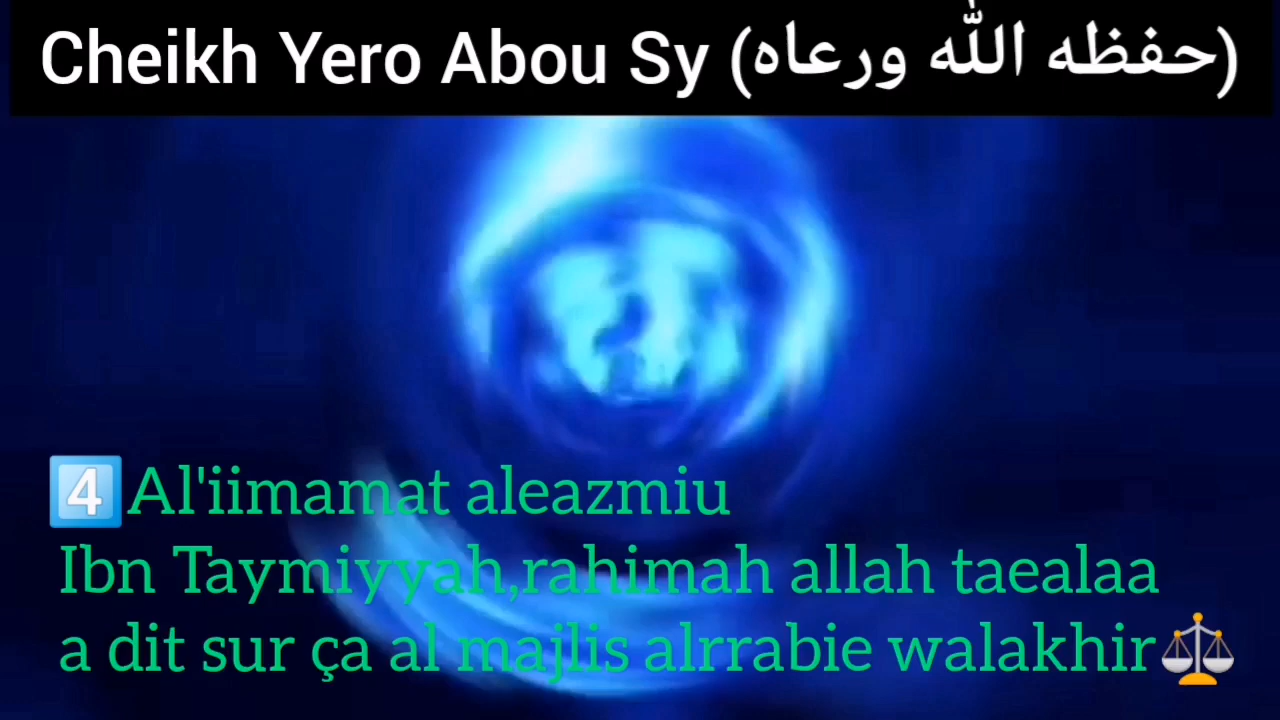 Cheikh Yero Abou Sy (حفظه الله ورعاه)
4️⃣Al'iimamat aleazmiu
Ibn Taymiyyah,rahimah allah taealaa
a dit sur ça al majlis alrrabie walakhir⚖️